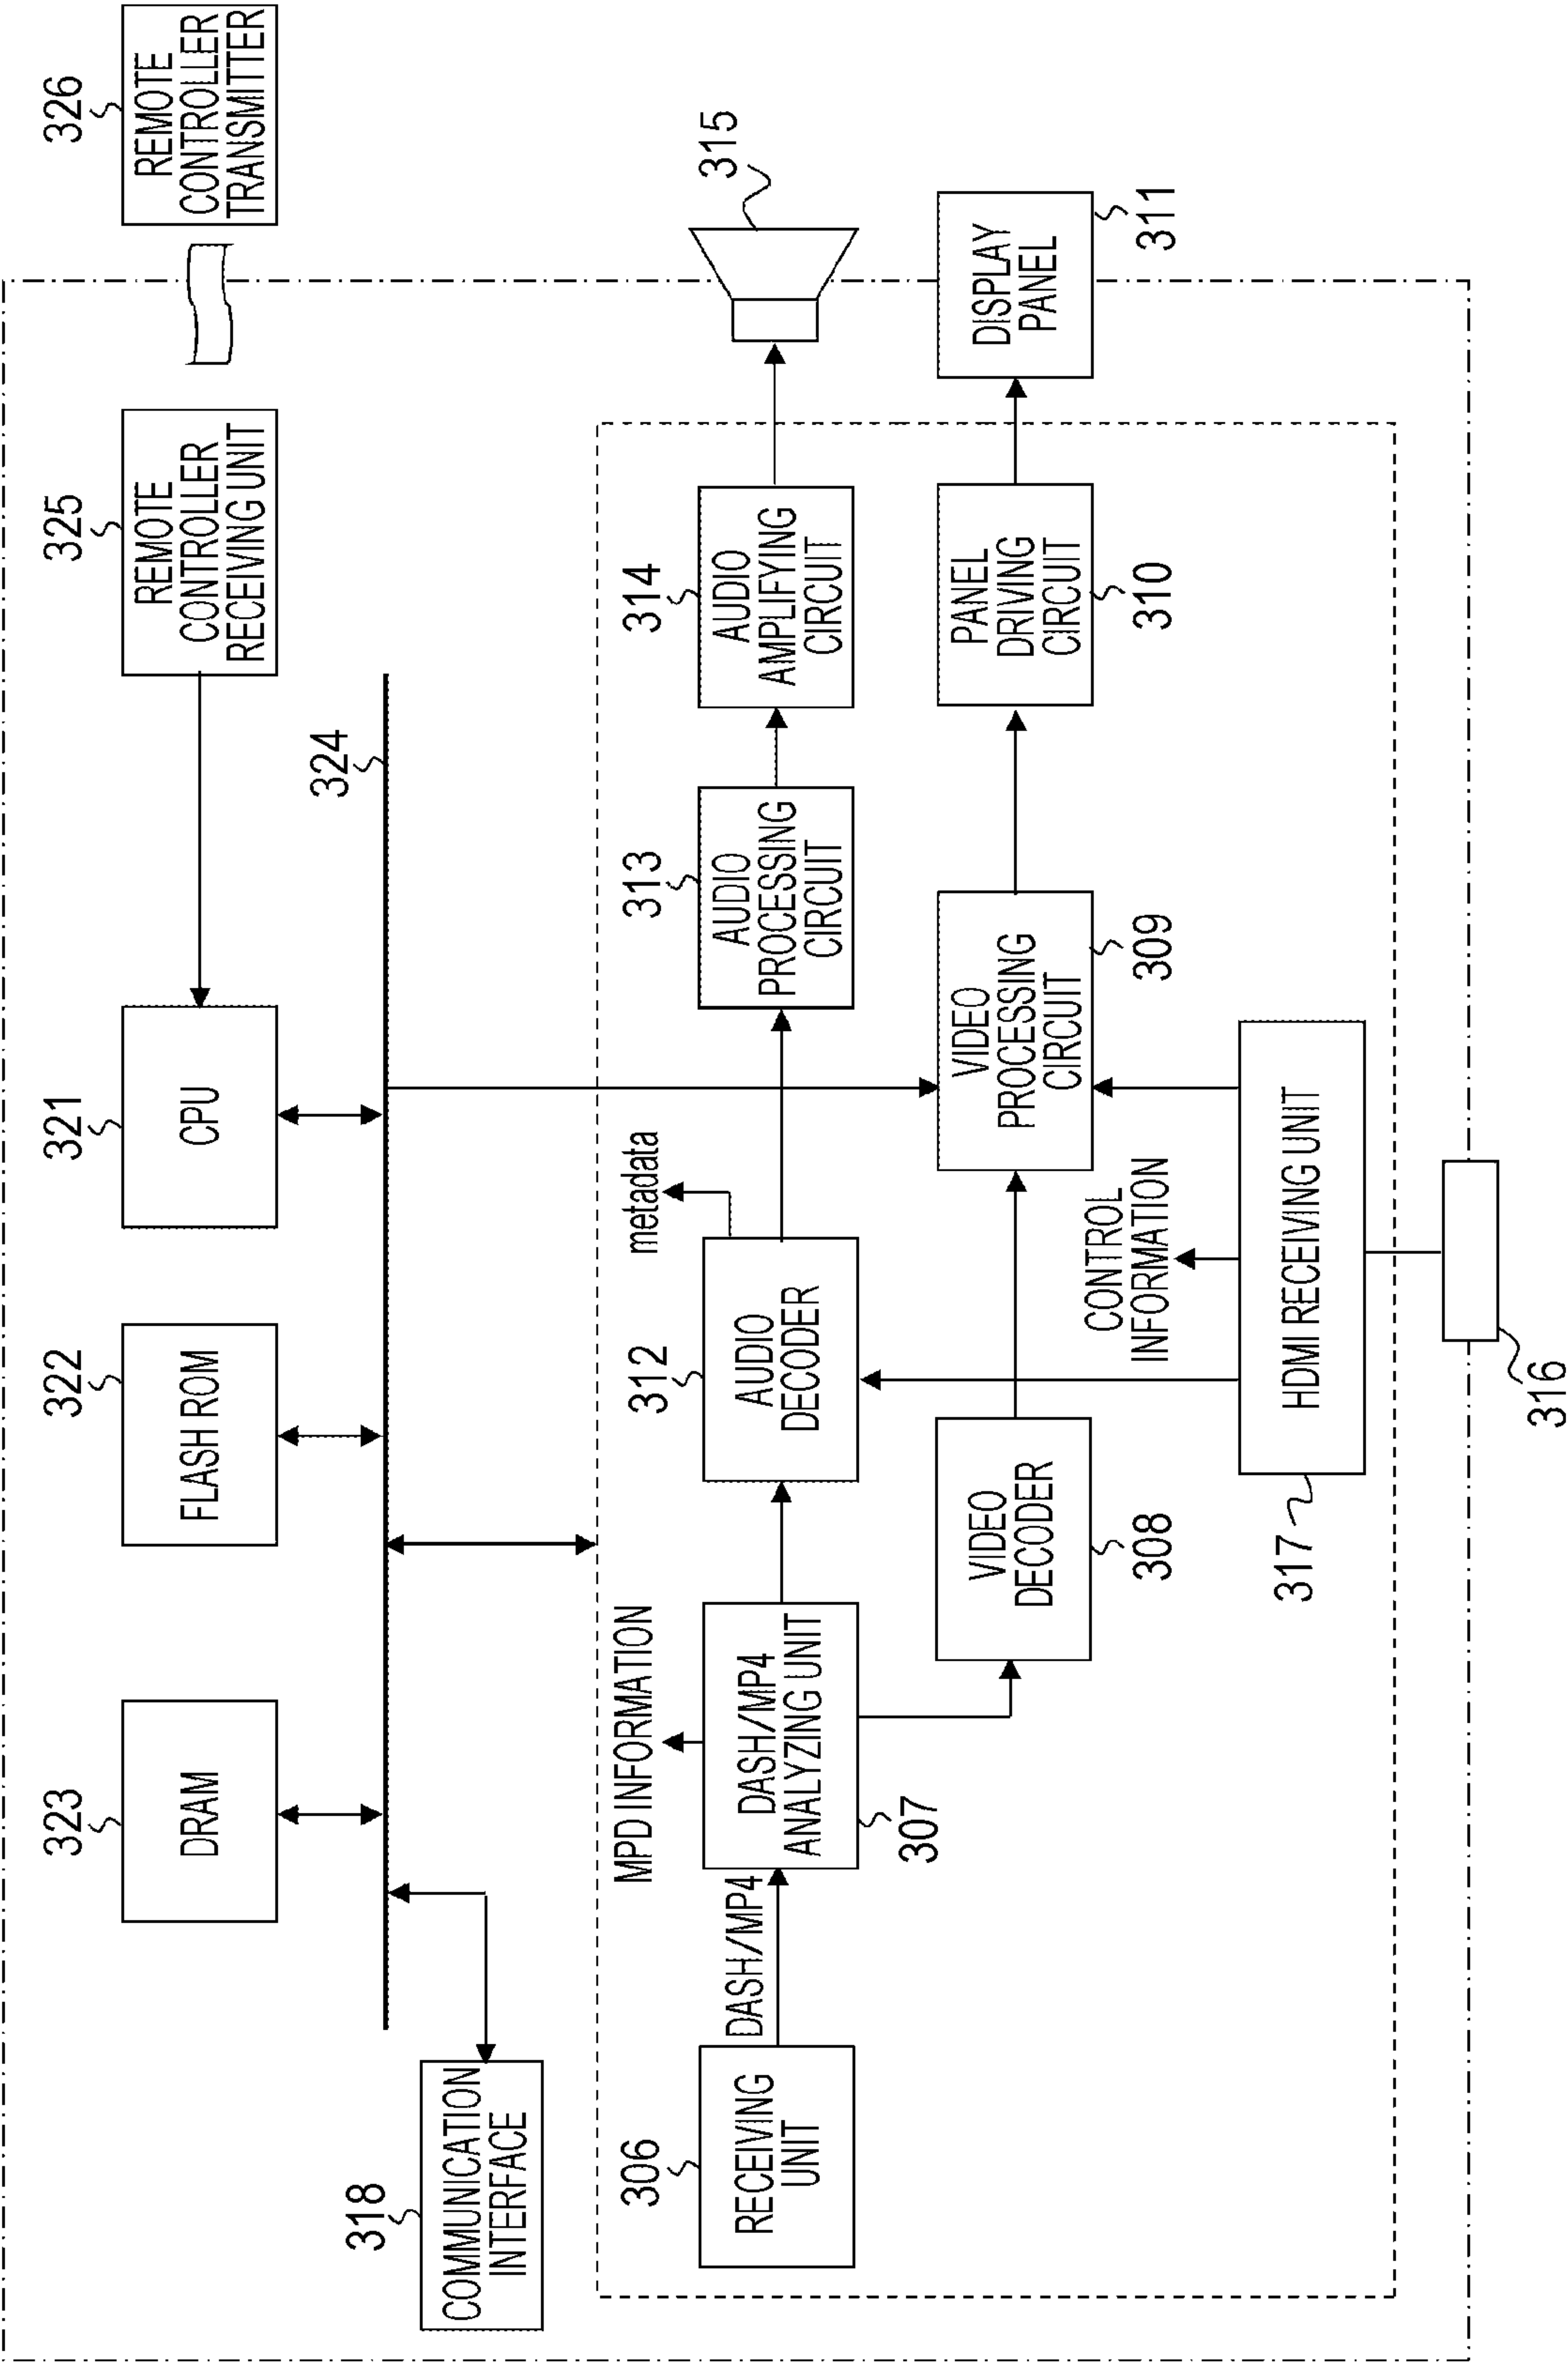 323
DRAM
322
FLASH ROM
321
CPU
325
REMOTE
CONTROLLER
RECEIVING UNIT
326
REMOTE
CONTROLLER
TRANSMITTER
324
318
COMMUNICATION
INTERFACE
306
RECEIVING
UNIT
DASH/MP4
MPD INFORMATION
DASH/MP4
ANALYZING UNIT
307
312
AUDIO
DECODER
metadata
313
AUDIO
PROCESSING
CIRCUIT
314
AUDIO
AMPLIFYING
CIRCUIT
315
VIDEO
DECODER
308
VIDEO
PROCESSING
CIRCUIT
309
PANEL
DRIVING
CIRCUIT
310
DISPLAY
PANEL
311
CONTROL
INFORMATION
HDMI RECEIVING UNIT
317
316